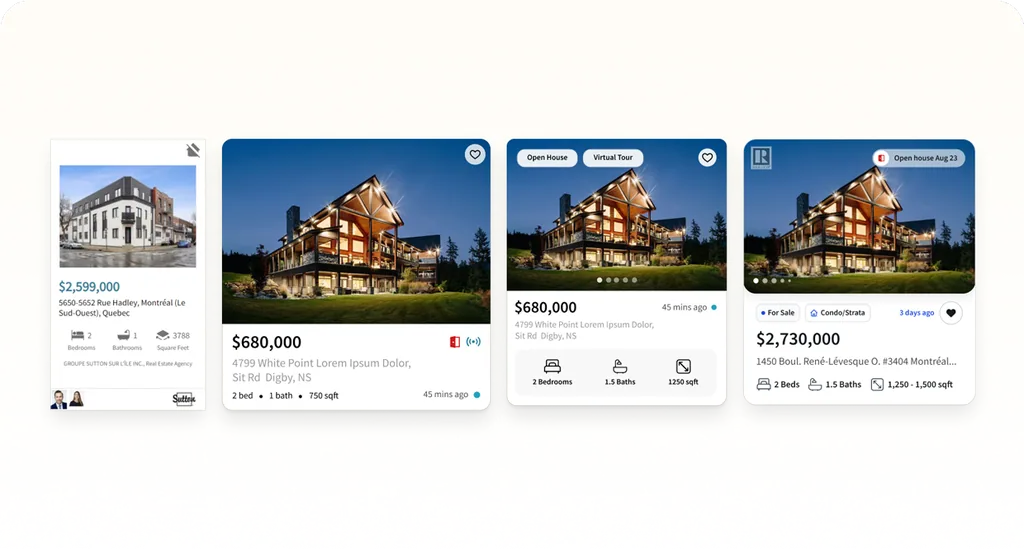 $2,599,000
5650-5652 Rue Hadley, Montréal (Le
Sud-Ouest), Quebec
2
1
3788
Bedrooms
Bathrooms
Square Feet
GROUPE SUTTON SUR L'ÎLE INC., Real Estate Agency
Sutton
$680,000
4799 White Point Lorem Ipsum Dolor,
Sit Rd Digby, NS
2 bed • 1 bath • 750 sqft
45 mins ago
Open House
Virtual Tour
$680,000
45 mins ago
4799 White Point Lorem Ipsum Dolor,
Sit Rd Digby, NS
2 Bedrooms
1.5 Baths
1250 sqft
R
Open house Aug 23
For Sale
Condo/Strata
3 days ago
$2,730,000
1450 Boul. René-Lévesque O. #3404 Montréal...
2 Beds
1.5 Baths
1,250 - 1,500 sqft